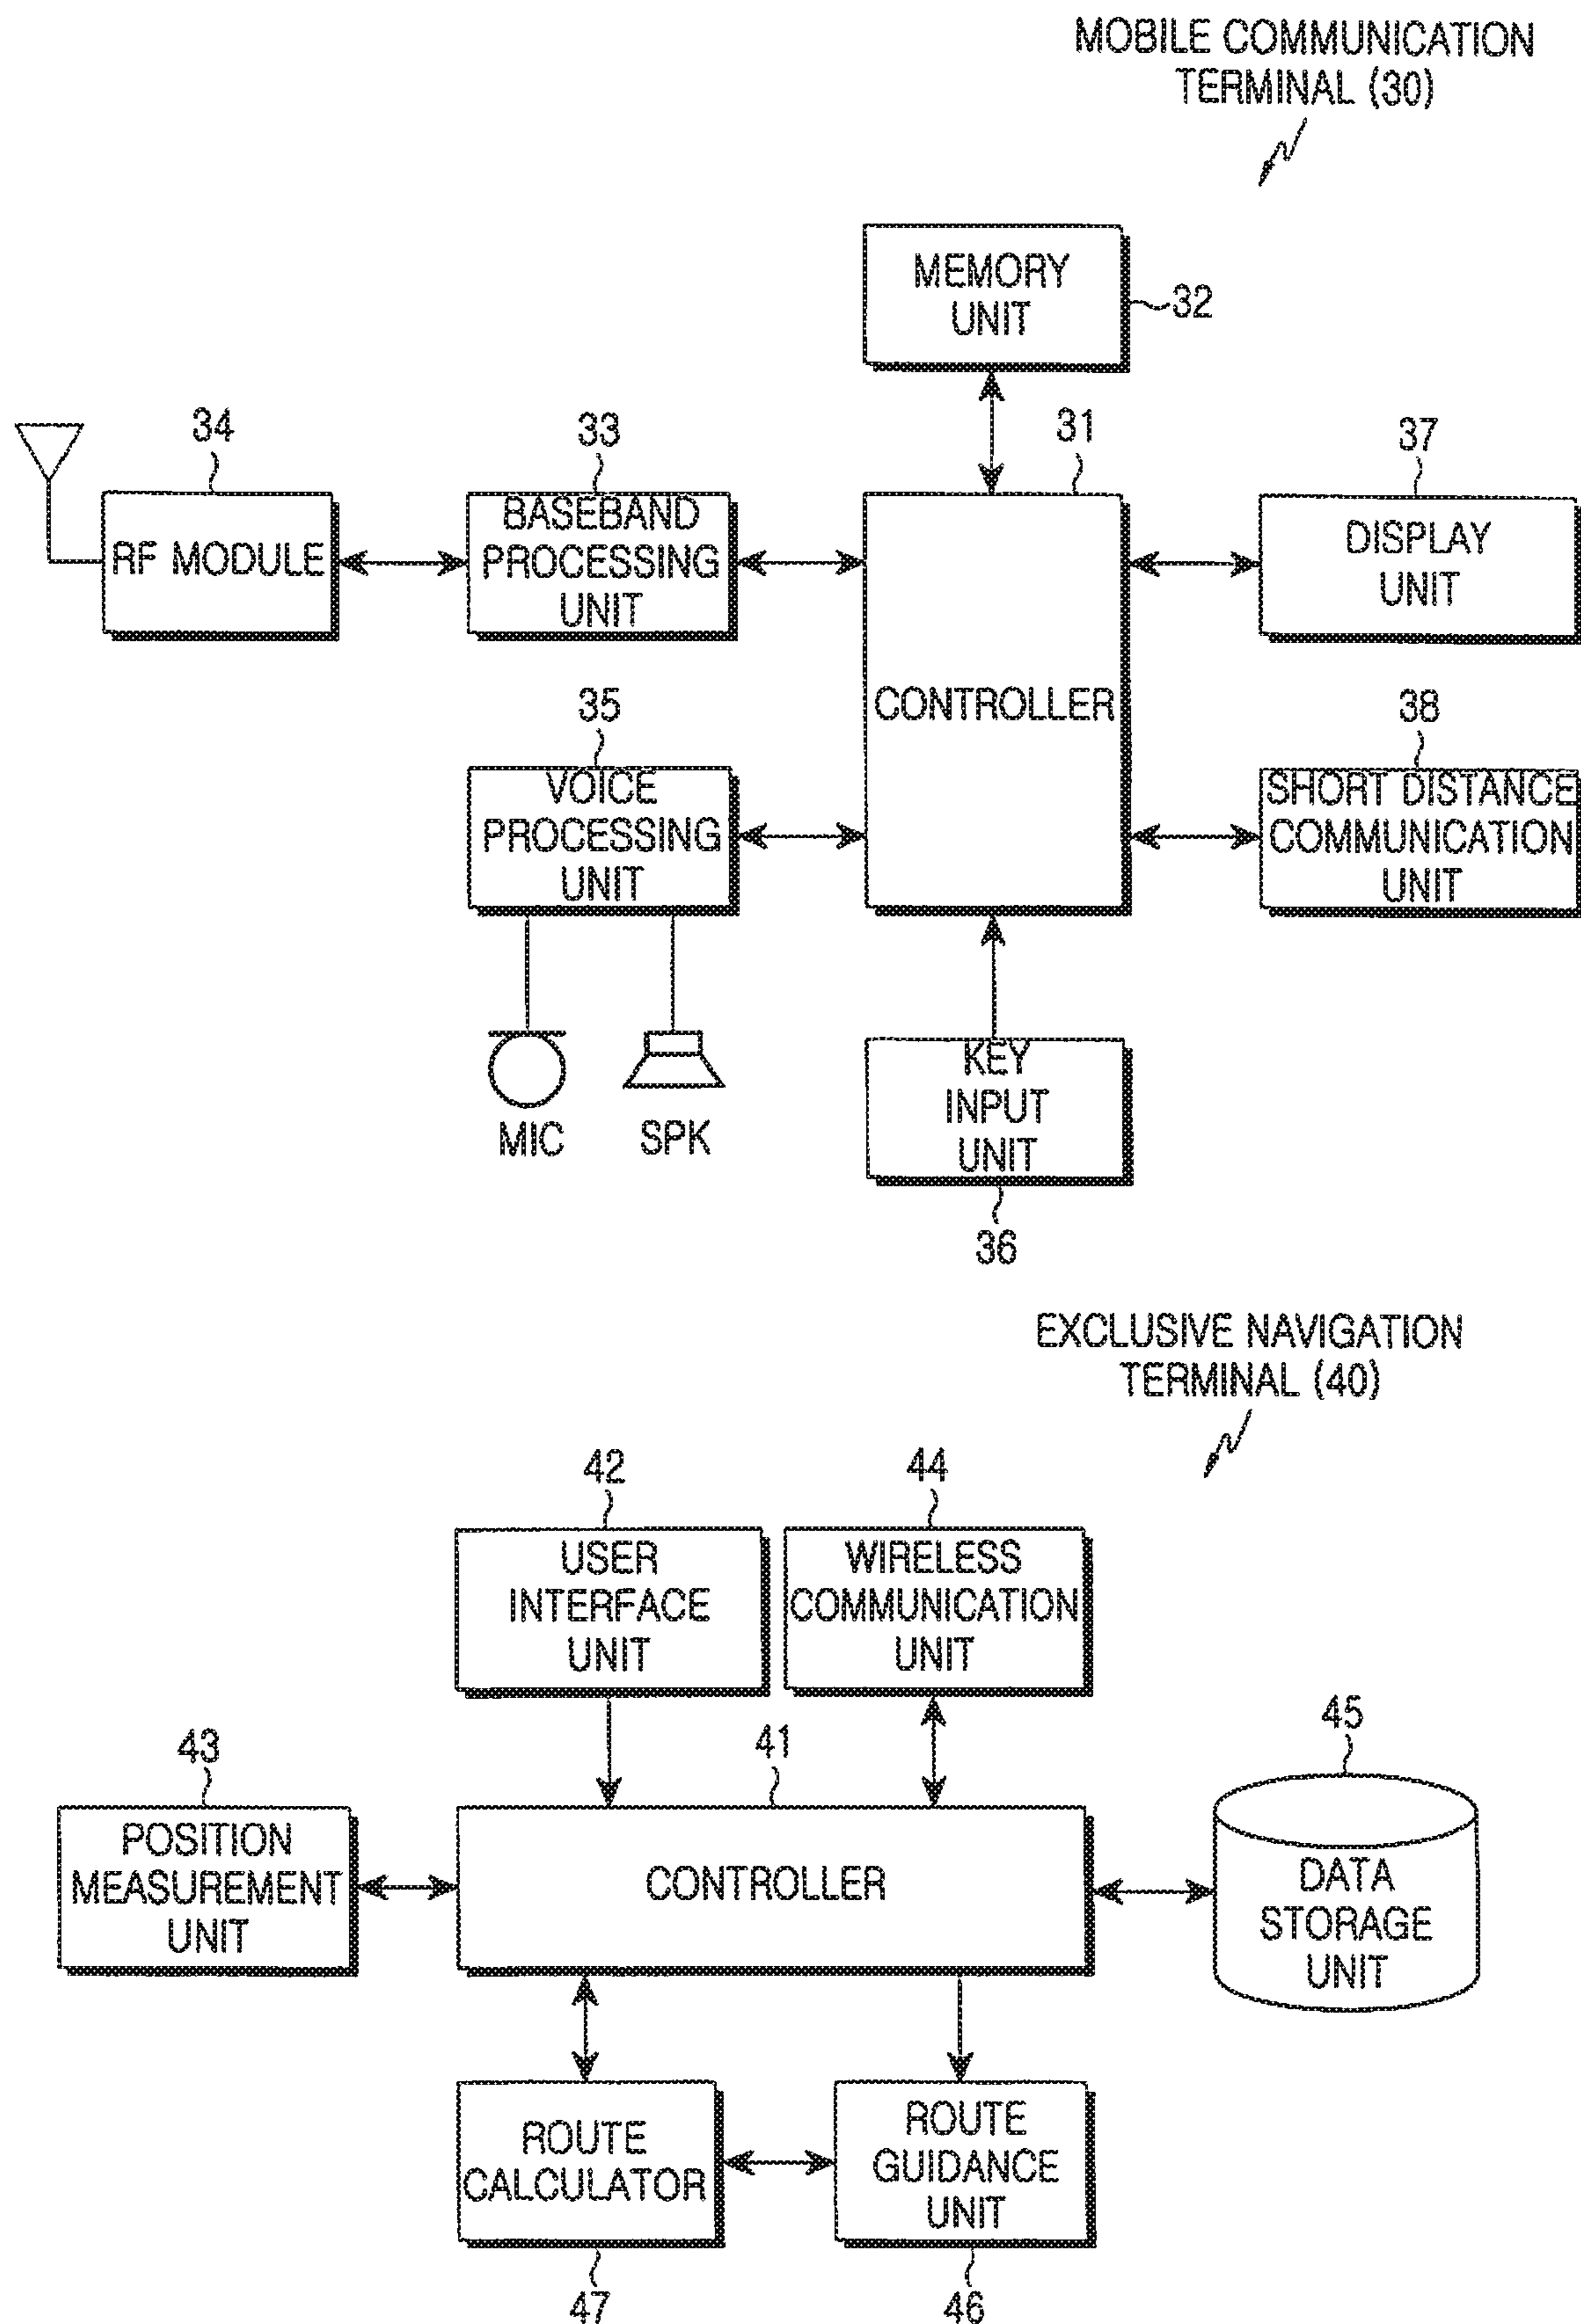 MOBILE COMMUNICATION
TERMINAL (30)
MEMORY
UNIT
32
34
33
31
37
RF MODULE
BASEBAND
PROCESSING
UNIT
CONTROLLER
DISPLAY
UNIT
35
38
VOICE
PROCESSING
UNIT
SHORT DISTANCE
COMMUNICATION
UNIT
MIC
SPK
KEY
INPUT
UNIT
36
EXCLUSIVE NAVIGATION
TERMINAL (40)
42
44
USER
INTERFACE
UNIT
WIRELESS
COMMUNICATION
UNIT
43
41
45
POSITION
MEASUREMENT
UNIT
CONTROLLER
DATA
STORAGE
UNIT
ROUTE
CALCULATOR
ROUTE
GUIDANCE
UNIT
47
46